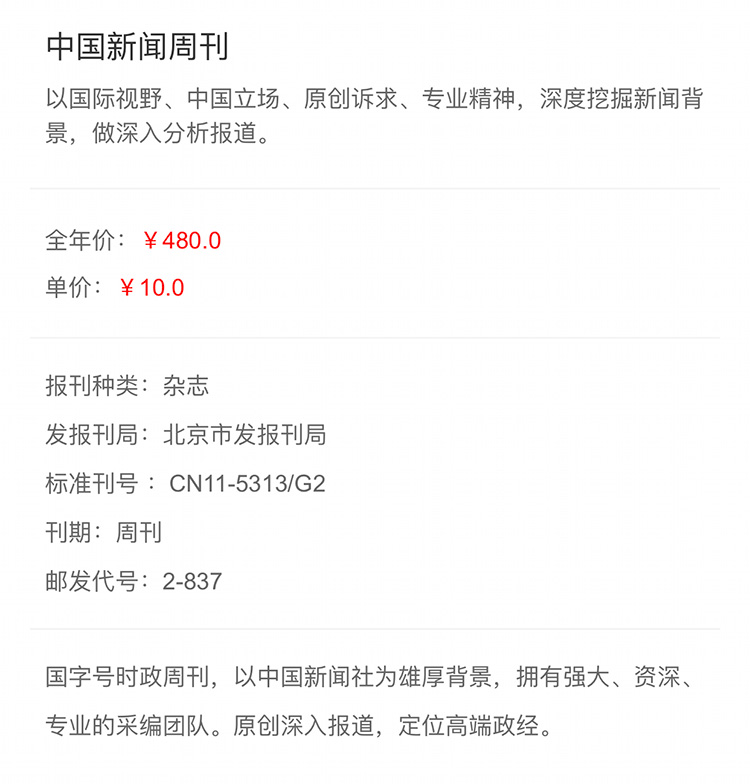 中国新闻周刊
以国际视野、中国立场、原创诉求、专业精神，深度挖掘新闻背
景，做深入分析报道。
全年价：￥480.0
单价：￥10.0
报刊种类：杂志
发报刊局：北京市发报刊局
标准刊号 ：CN11-5313/G2
刊期：周刊
邮发代号：2-837
国字号时政周刊，以中国新闻社为雄厚背景，拥有强大、资深、
专业的采编团队。原创深入报道，定位高端政经。